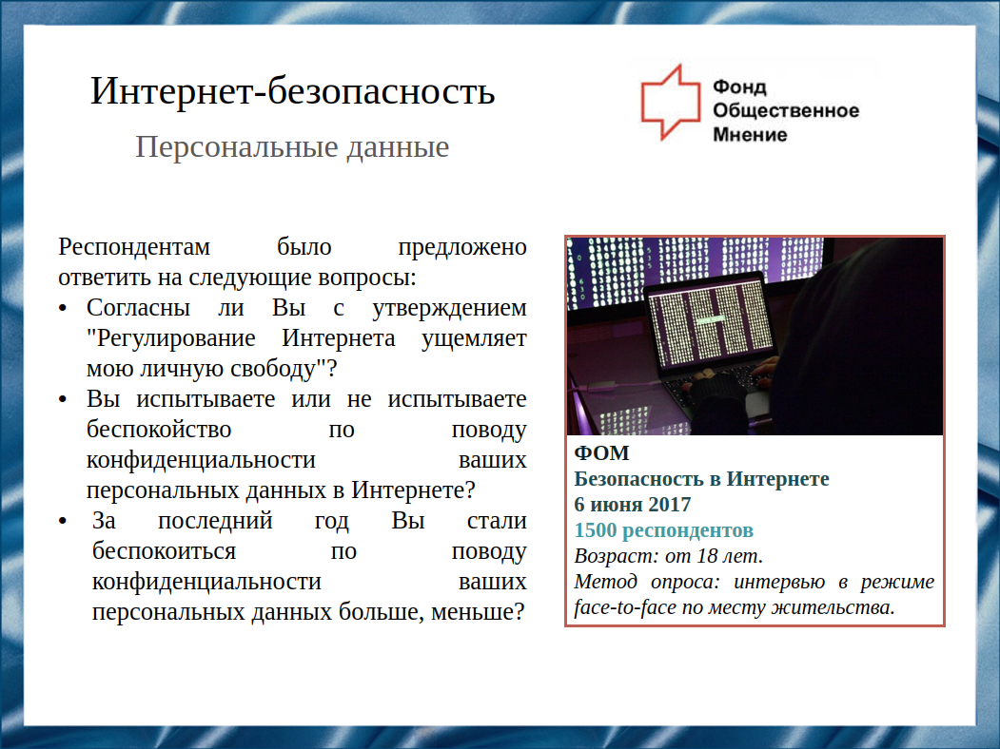 Интернет-безопасность
Персональные данные
Фонд
Общественное
Мнение
Респондентам было предложено
ответить на следующие вопросы:
• Согласны ли Вы с утверждением
"Регулирование Интернета ущемляет
мою личную свободу"?
• Вы испытываете или не испытываете
беспокойство по поводу
конфиденциальности ваших
персональных данных в Интернете?
• За последний год Вы стали
беспокоиться по поводу
конфиденциальности ваших
персональных данных больше, меньше?
ФОМ
Безопасность в Интернете
6 июня 2017
1500 респондентов
Возраст: от 18 лет.
Метод опроса: интервью в режиме
face-to-face по месту жительства.